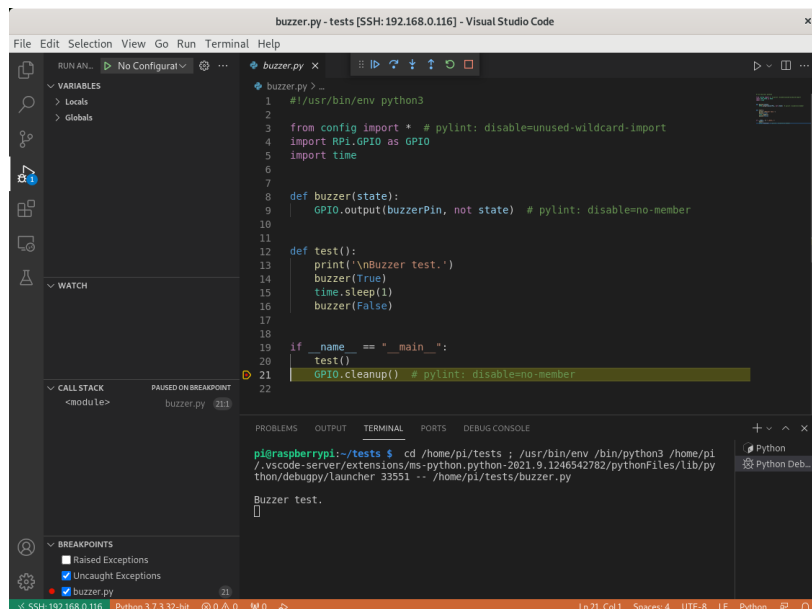 buzzer.py - tests [SSH: 192.168.0.116] - Visual Studio Code
File Edit Selection View Go Run Terminal Help
RUN AN... No Configurat
VARIABLES
Locals
Globals
WATCH
CALL STACK PAUSED ON BREAKPOINT
<module> buzzer.py 21:1
BREAKPOINTS
Raised Exceptions
Uncaught Exceptions
buzzer.py 21
1
buzzer.py
buzzer.py > ...
1 #!/usr/bin/env python3
2
3 from config import * # pylint: disable=unused-wildcard-import
4 import RPi.GPIO as GPIO
5 import time
6
7
8 def buzzer(state):
9 GPIO.output(buzzerPin, not state) # pylint: disable=no-member
10
11
12 def test():
13 print('\nBuzzer test.')
14 buzzer(True)
15 time.sleep(1)
16 buzzer(False)
17
18
19 if __name__ == "__main__":
20 test()
21 GPIO.cleanup() # pylint: disable=no-member
22
PROBLEMS OUTPUT TERMINAL PORTS DEBUG CONSOLE
pi@raspberrypi:~/tests $ cd /home/pi/tests ; /usr/bin/env /bin/python3 /home/pi
/.vscode-server/extensions/ms-python.python-2021.9.1246542782/pythonFiles/lib/py
thon/debugpy/launcher 33551 -- /home/pi/tests/buzzer.py
Buzzer test.
Python
Python Deb...
SSH: 192.168.0.116 Python 3.7.3 32-bit 0 0 0 Ln 21, Col 1 Spaces: 4 UTF-8 LF Python